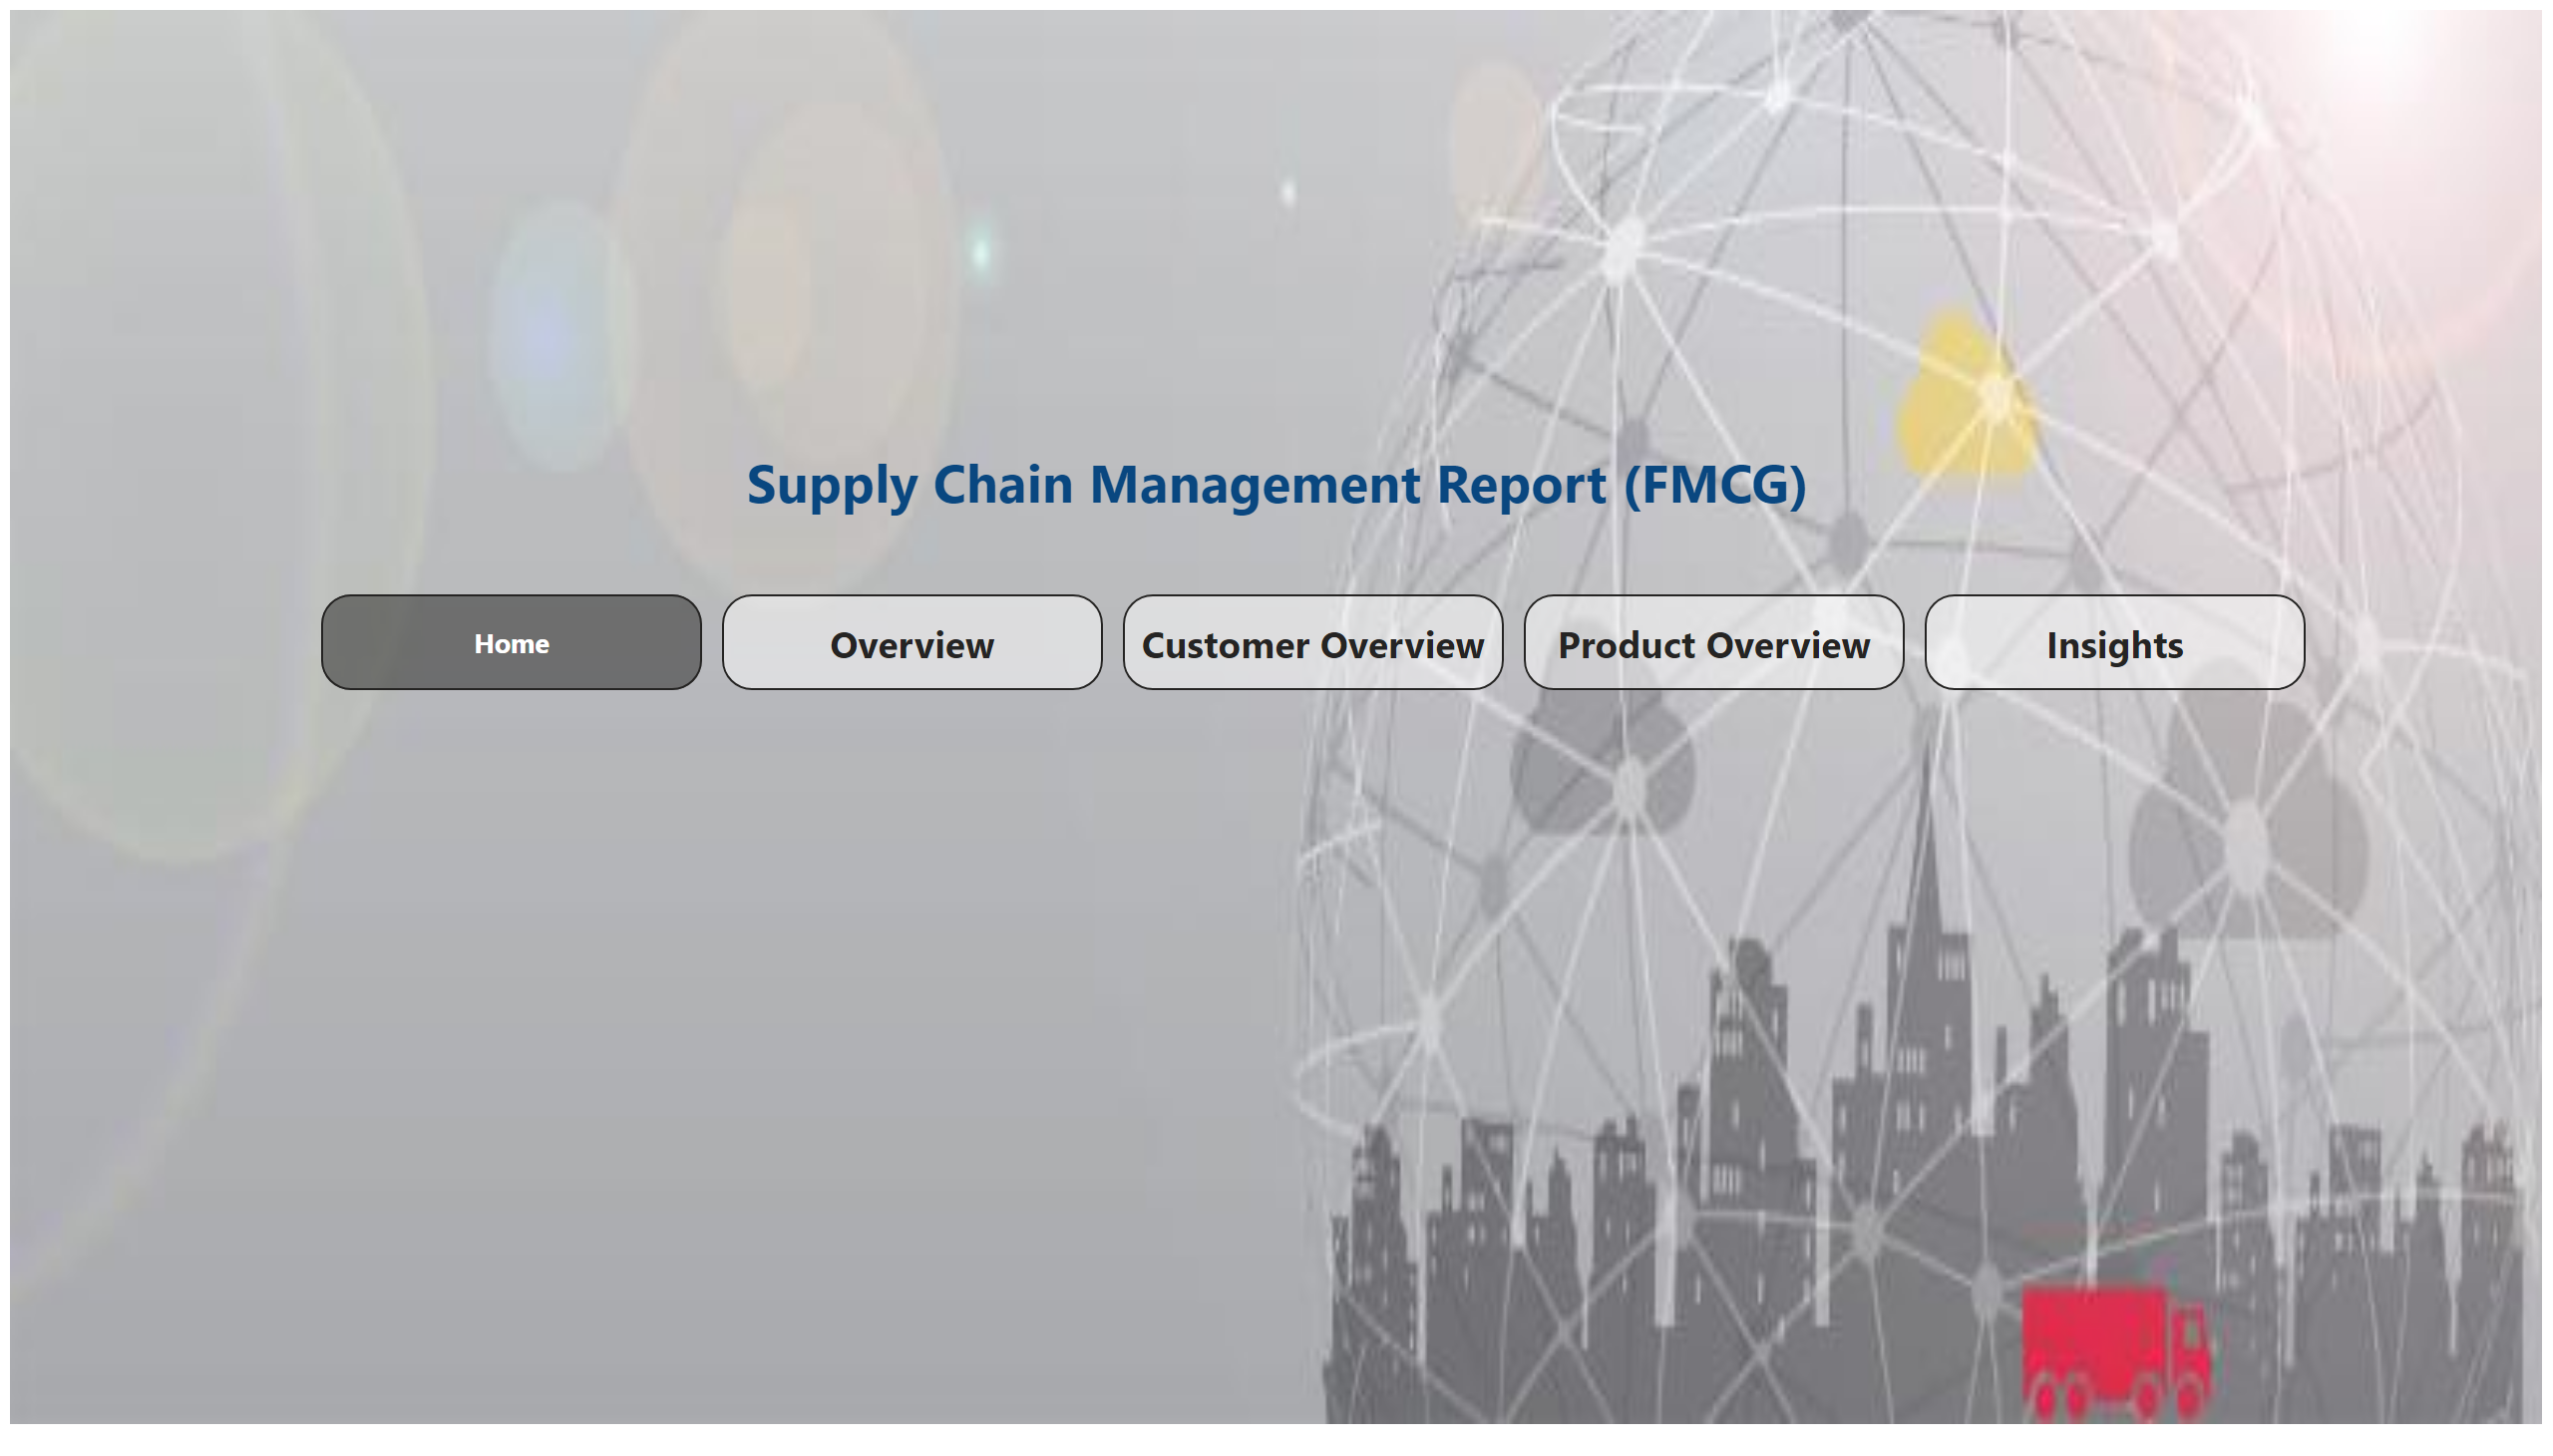 Supply Chain Management Report (FMCG)
Home
Overview
Customer Overview
Product Overview
Insights